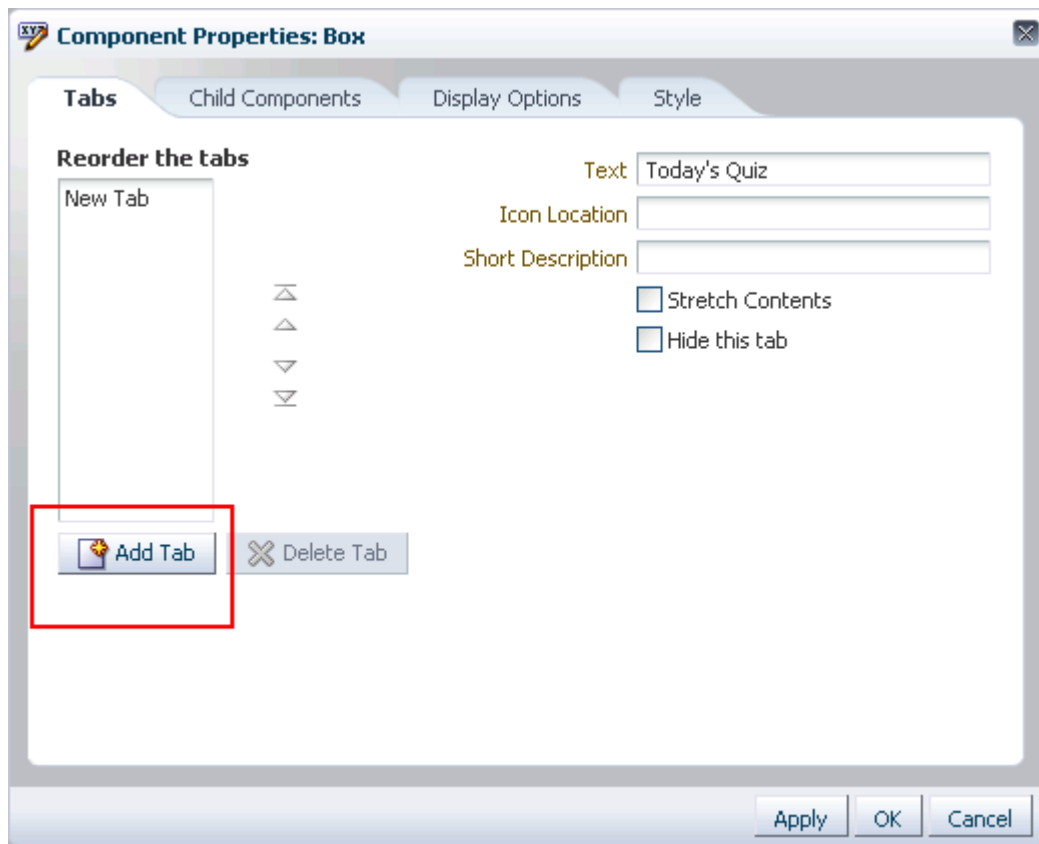 Component Properties: Box
Tabs Child Components Display Options Style
Reorder the tabs
New Tab
Text Today's Quiz
Icon Location
Short Description
Stretch Contents
Hide this tab
Add Tab Delete Tab
Apply OK Cancel